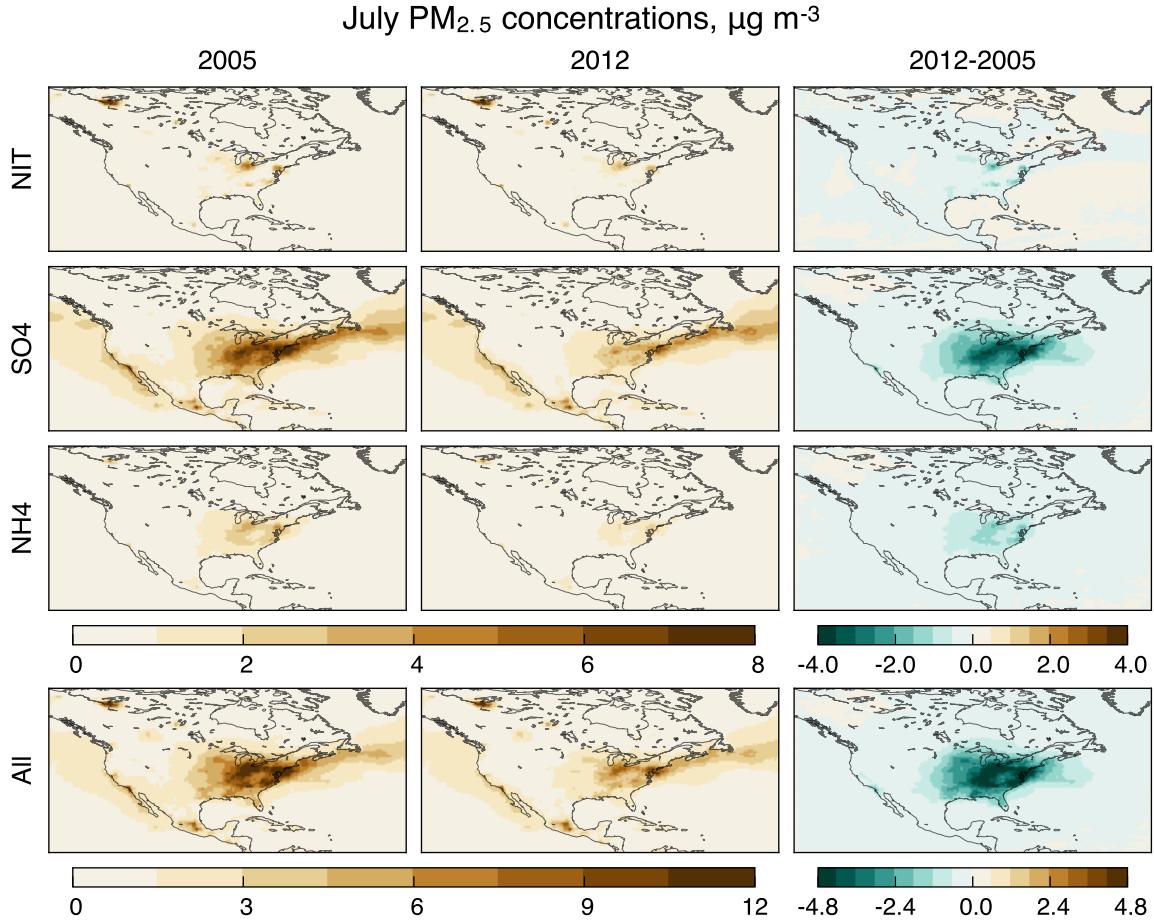 July PM2.5 concentrations, µg m-3
2005 2012 2012-2005
NIT
SO4
NH4
0 2 4 6 8 -4.0 -2.0 0.0 2.0 4.0
All
0 3 6 9 12 -4.8 -2.4 0.0 2.4 4.8